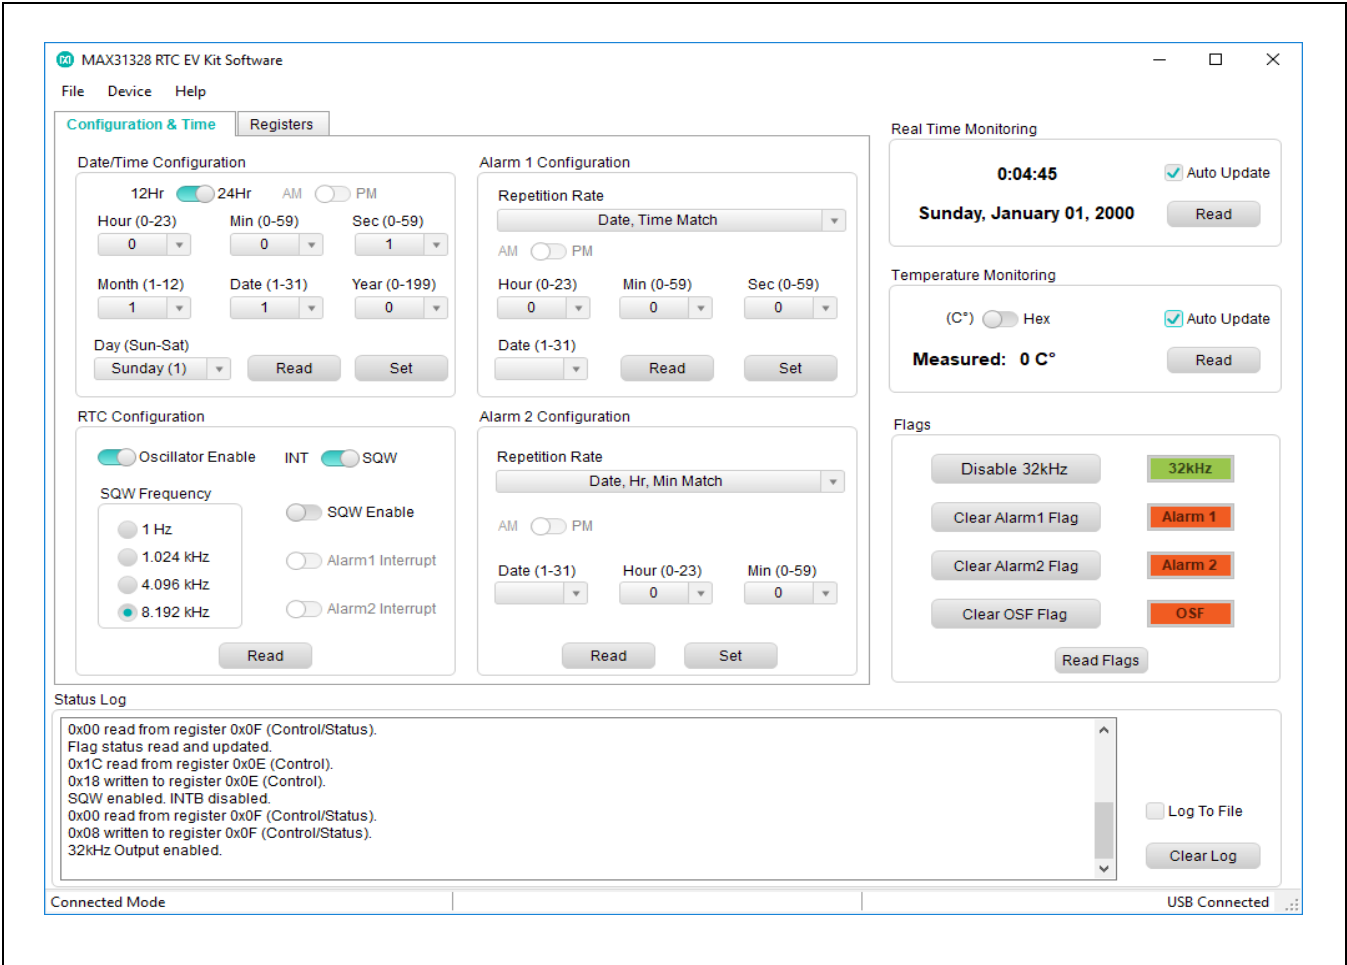 MAX31328 RTC EV Kit Software
File Device Help
Configuration & Time Registers
Date/Time Configuration
12Hr 24Hr AM PM
Hour (0-23) Min (0-59) Sec (0-59)
0 0 1
Month (1-12) Date (1-31) Year (0-199)
1 1 0
Day (Sun-Sat)
Sunday (1) Read Set
Alarm 1 Configuration
Repetition Rate
Date, Time Match
AM PM
Hour (0-23) Min (0-59) Sec (0-59)
0 0 0
Date (1-31)
Read Set
RTC Configuration
Oscillator Enable INT SQW
SQW Frequency
SQW Enable
1 Hz
1.024 kHz
Alarm1 Interrupt
4.096 kHz
8.192 kHz
Alarm2 Interrupt
Read
Alarm 2 Configuration
Repetition Rate
Date, Hr, Min Match
AM PM
Date (1-31) Hour (0-23) Min (0-59)
0 0
Read Set
Real Time Monitoring
0:04:45 Auto Update
Sunday, January 01, 2000 Read
Temperature Monitoring
(C°) Hex Auto Update
Measured: 0 C° Read
Flags
Disable 32kHz 32kHz
Clear Alarm1 Flag Alarm 1
Clear Alarm2 Flag Alarm 2
Clear OSF Flag OSF
Read Flags
Status Log
0x00 read from register 0x0F (Control/Status).
Flag status read and updated.
0x1C read from register 0x0E (Control).
0x18 written to register 0x0E (Control).
SQW enabled. INTB disabled.
0x00 read from register 0x0F (Control/Status).
0x08 written to register 0x0F (Control/Status).
32kHz Output enabled.
Log To File
Clear Log
Connected Mode USB Connected